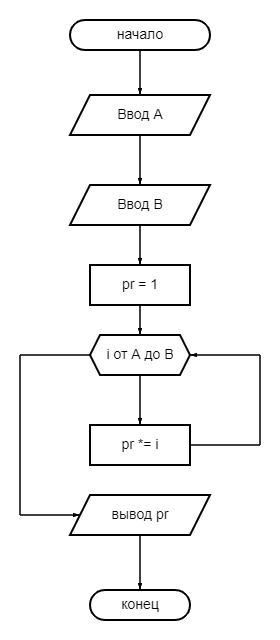 начало
Ввод A
Ввод B
pr = 1
i от A до B
pr *= i
вывод pr
конец